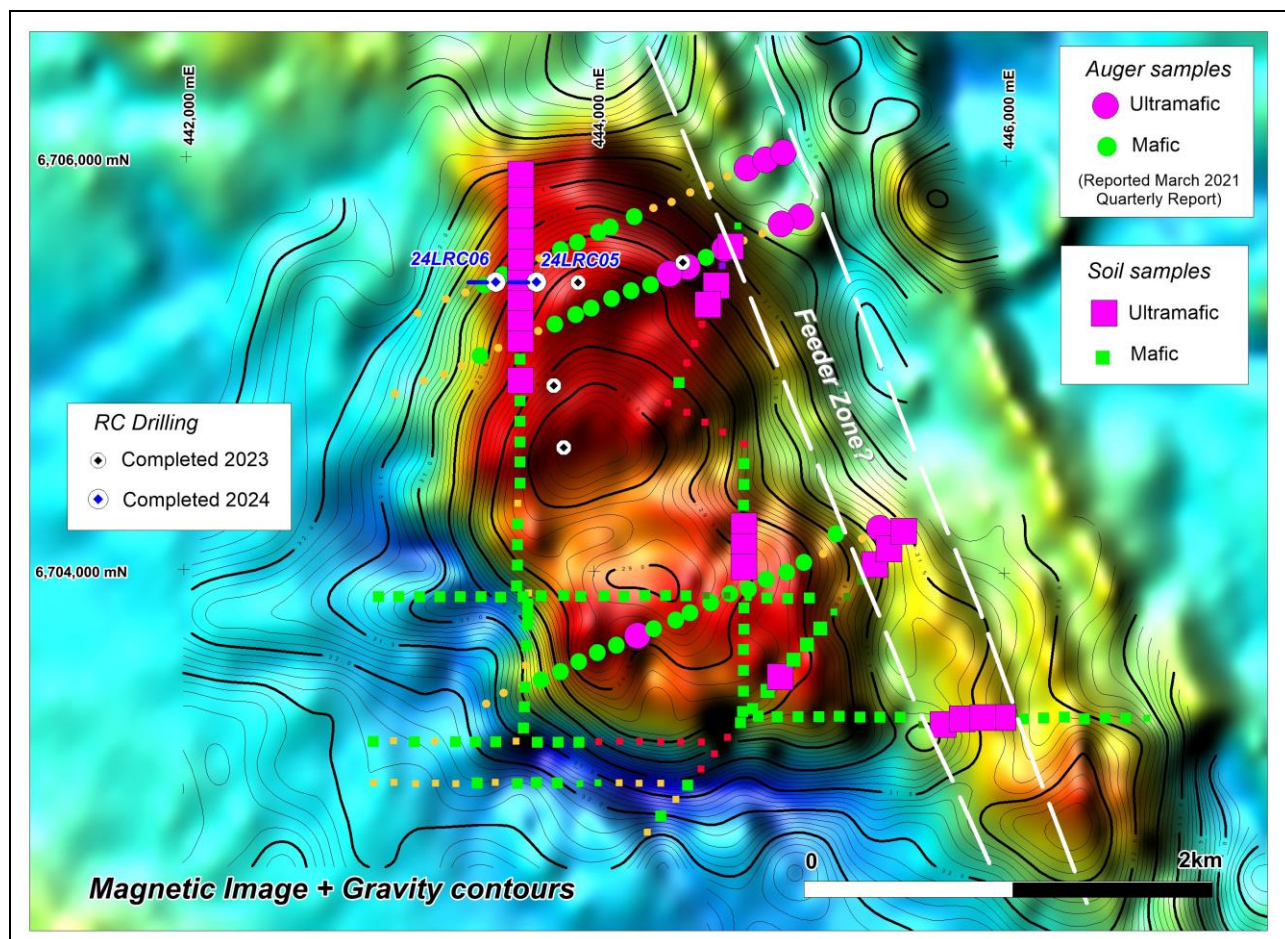 442,000 mE
444,000 mE
446,000 mE
6,706,000 mN
6,704,000 mN
Auger samples
Ultramafic
Mafic
(Reported March 2021
Quarterly Report)
Soil samples
Ultramafic
Mafic
24LRC06
24LRC05
Feeder Zone?
RC Drilling
Completed 2023
Completed 2024
Magnetic Image + Gravity contours
0
2km